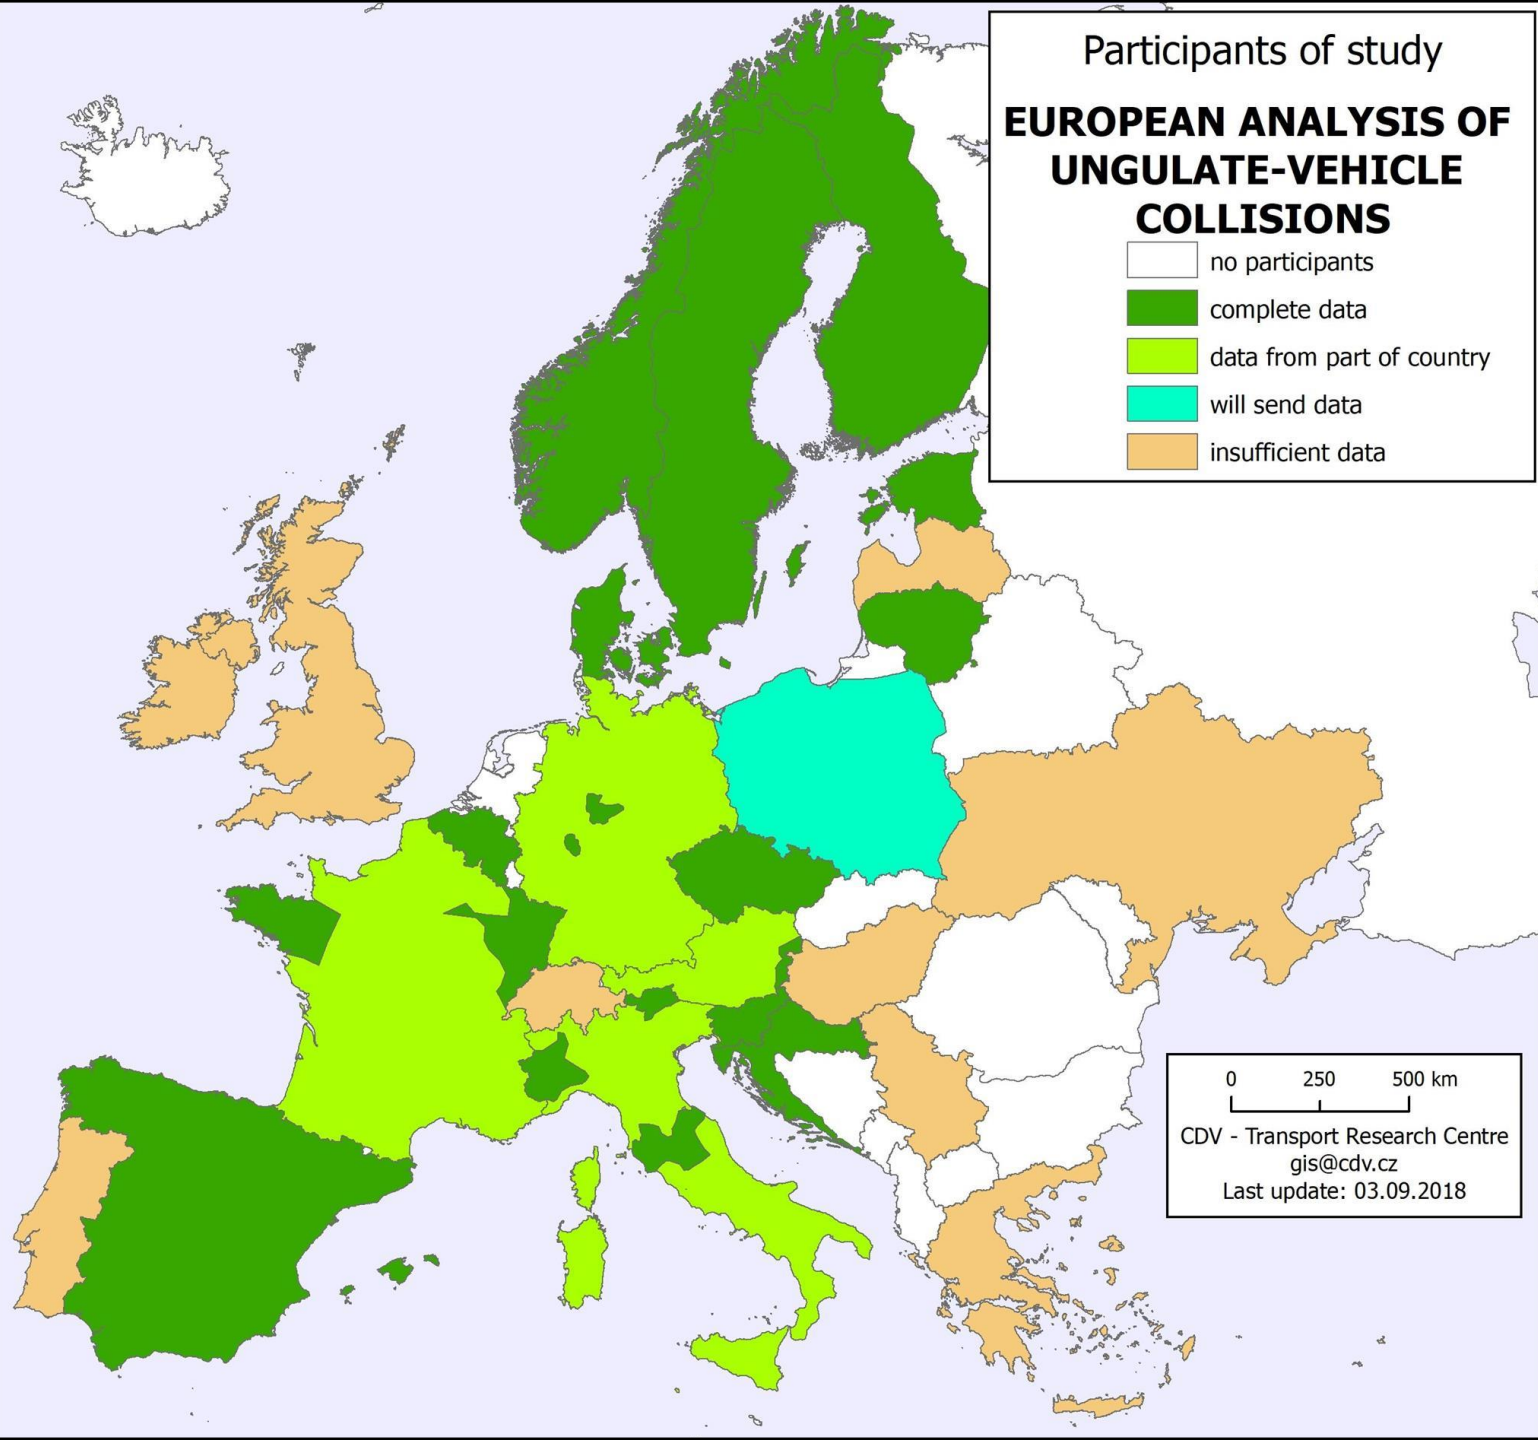 Participants of study
EUROPEAN ANALYSIS OF
UNGULATE-VEHICLE
COLLISIONS
no participants
complete data
data from part of country
will send data
insufficient data
0 250 500 km
CDV - Transport Research Centre
gis@cdv.cz
Last update: 03.09.2018